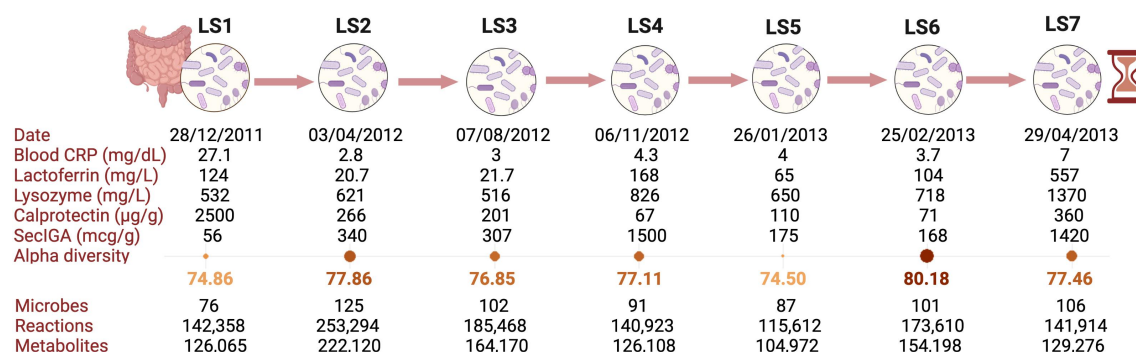 LS1 LS2 LS3 LS4 LS5 LS6 LS7
Date 28/12/2011 03/04/2012 07/08/2012 06/11/2012 26/01/2013 25/02/2013 29/04/2013
Blood CRP (mg/dL) 27.1 2.8 3 4.3 4 3.7 7
Lactoferrin (mg/L) 124 20.7 21.7 168 65 104 557
Lysozyme (mg/L) 532 621 516 826 650 718 1370
Calprotectin (µg/g) 2500 266 201 67 110 71 360
SecIGA (mcg/g) 56 340 307 1500 175 168 1420
Alpha diversity
74.86 77.86 76.85 77.11 74.50 80.18 77.46
Microbes 76 125 102 91 87 101 106
Reactions 142,358 253,294 185,468 140,923 115,612 173,610 141,914
Metabolites 126,065 222,120 164,170 126,108 104,972 154,198 129,276